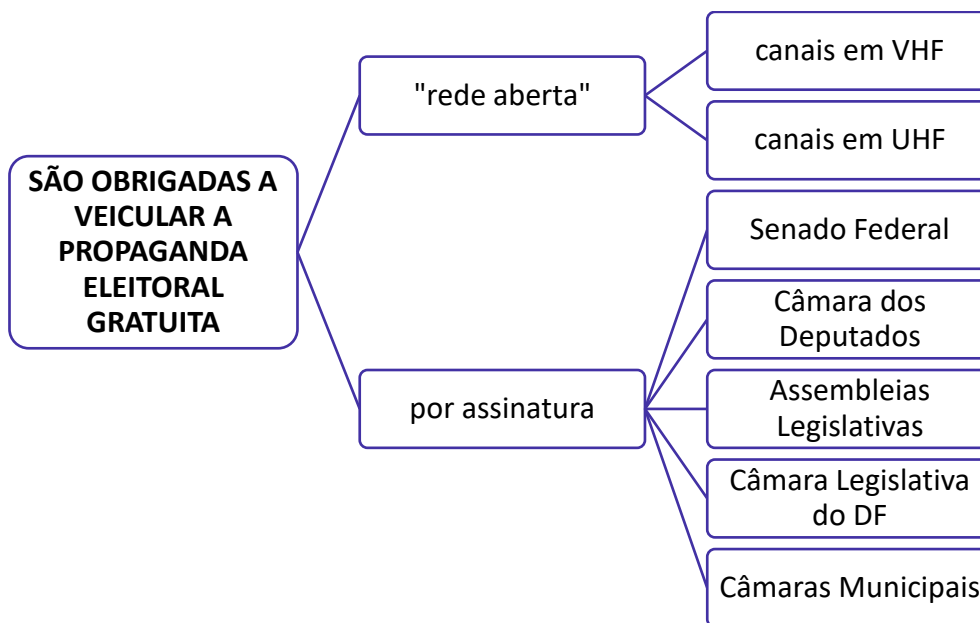 SÃO OBRIGADAS A
VEICULAR A
PROPAGANDA
ELEITORAL
GRATUITA
"rede aberta"
canais em VHF
canais em UHF
por assinatura
Senado Federal
Câmara dos
Deputados
Assembleias
Legislativas
Câmara Legislativa
do DF
Câmaras Municipais